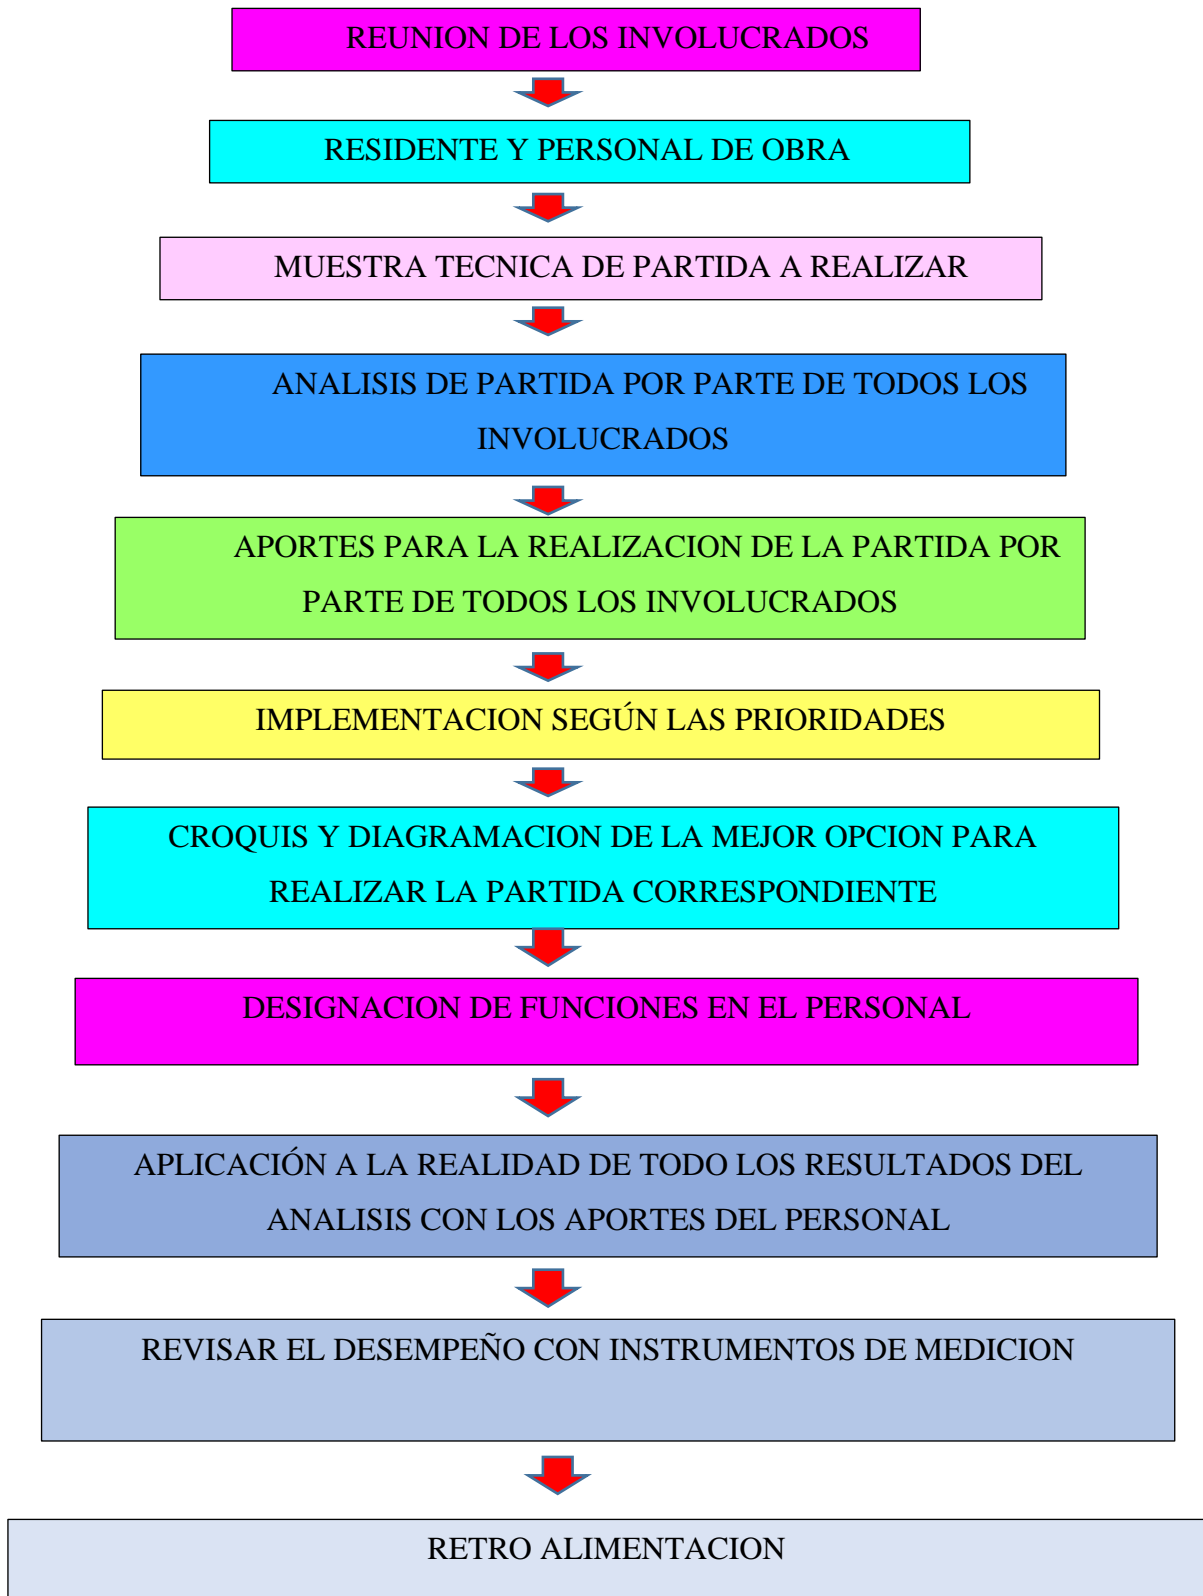 REUNION DE LOS INVOLUCRADOS
RESIDENTE Y PERSONAL DE OBRA
MUESTRA TECNICA DE PARTIDA A REALIZAR
ANALISIS DE PARTIDA POR PARTE DE TODOS LOS
INVOLUCRADOS
APORTES PARA LA REALIZACION DE LA PARTIDA POR
PARTE DE TODOS LOS INVOLUCRADOS
IMPLEMENTACION SEGÚN LAS PRIORIDADES
CROQUIS Y DIAGRAMACION DE LA MEJOR OPCION PARA
REALIZAR LA PARTIDA CORRESPONDIENTE
DESIGNACION DE FUNCIONES EN EL PERSONAL
APLICACIÓN A LA REALIDAD DE TODO LOS RESULTADOS DEL
ANALISIS CON LOS APORTES DEL PERSONAL
REVISAR EL DESEMPEÑO CON INSTRUMENTOS DE MEDICION
RETRO ALIMENTACION